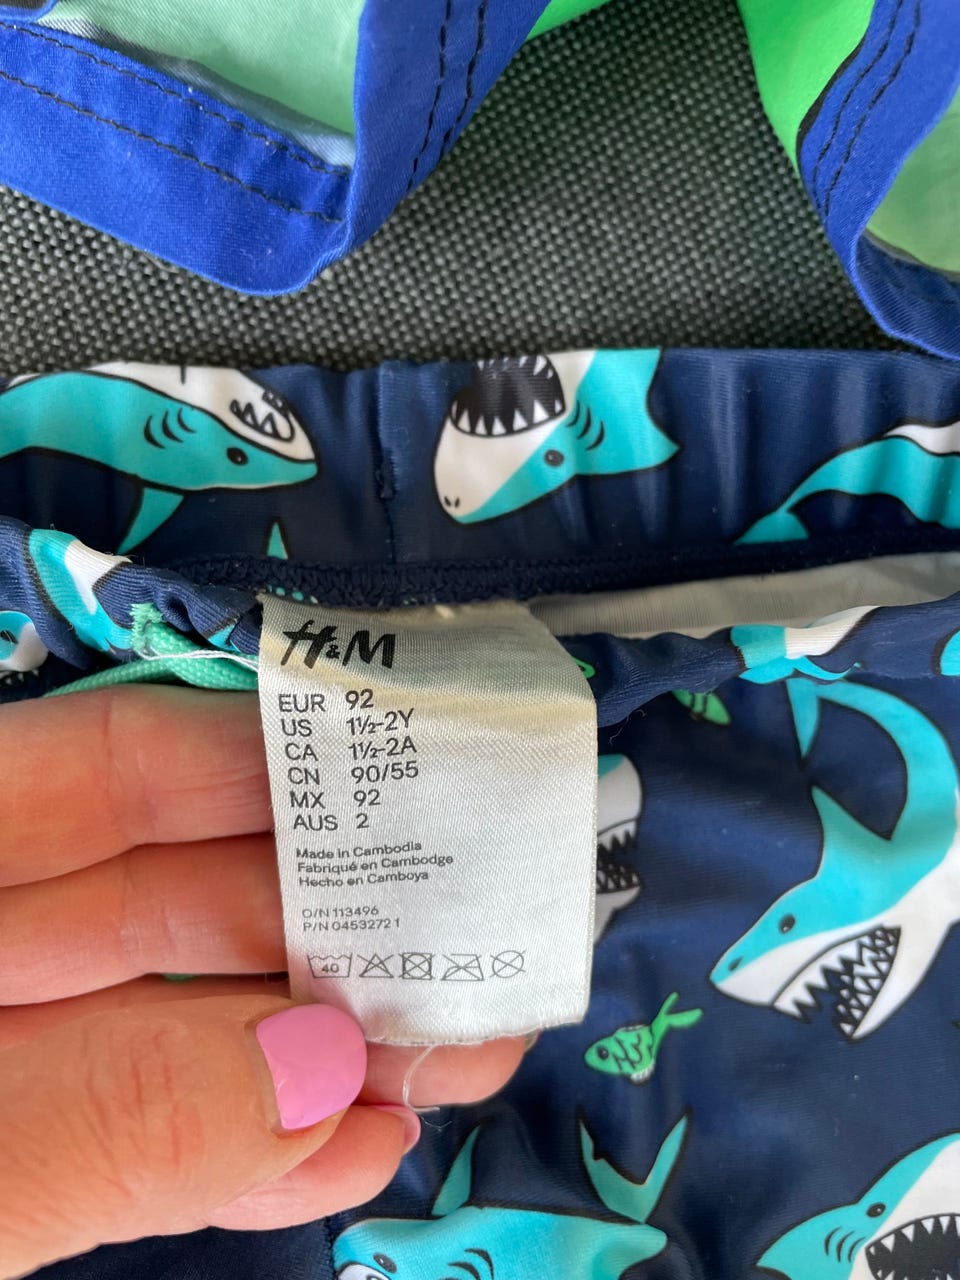 H&M
EUR 92
US 1½-2Y
CA 1½-2A
CN 90/55
MX 92
AUS 2
Made in Cambodia
Fabriqué en Cambodge
Hecho en Camboya
O/N 113496
P/N 04532721
40